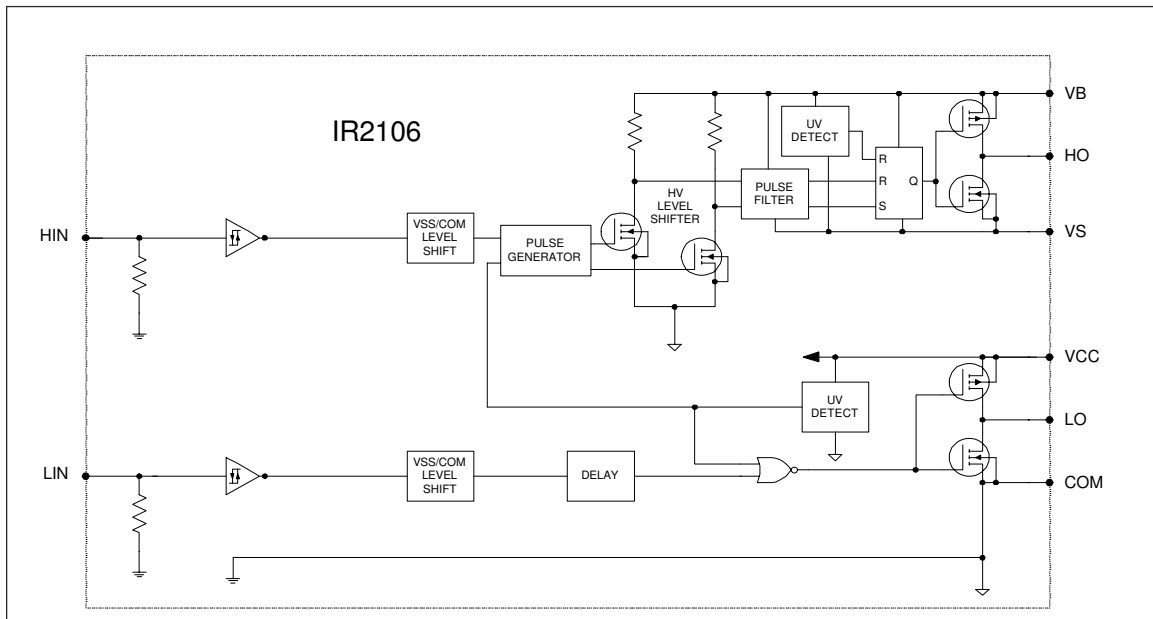 IR2106
VB
UV
DETECT
R
R
S
Q
HO
PULSE
FILTER
HV
LEVEL
SHIFTER
VS
HIN
VSS/COM
LEVEL
SHIFT
PULSE
GENERATOR
VCC
UV
DETECT
LO
LIN
VSS/COM
LEVEL
SHIFT
DELAY
COM